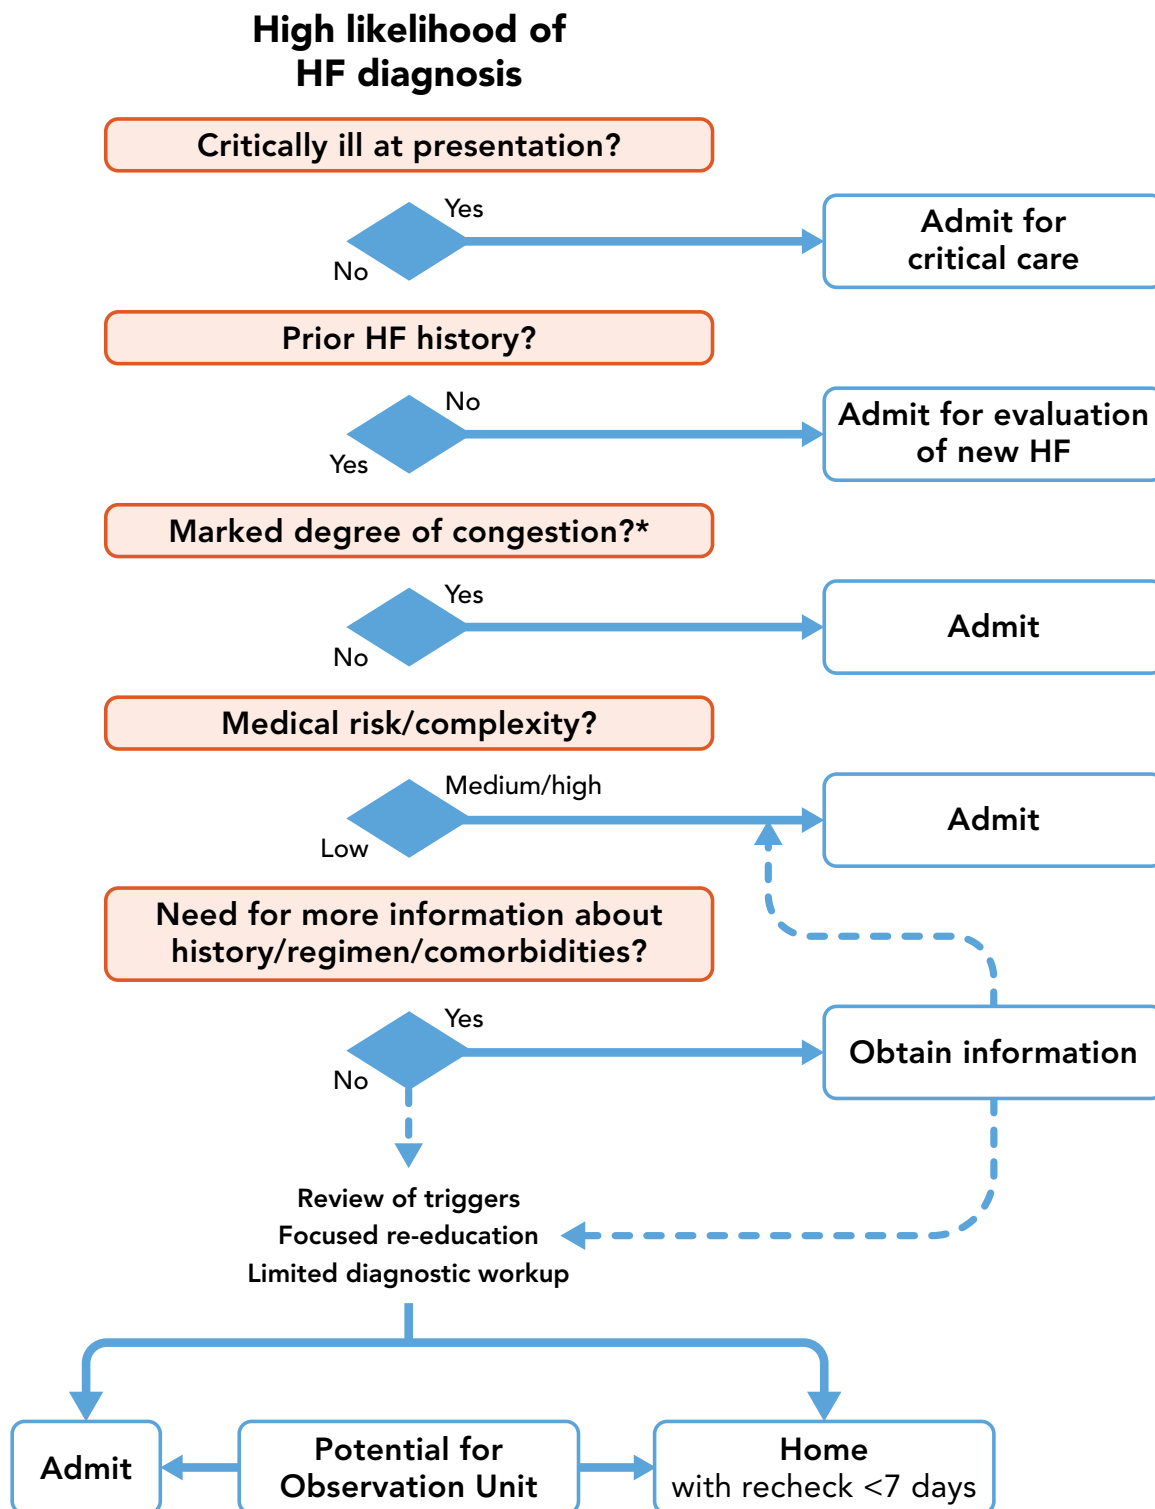 High likelihood of
HF diagnosis
Critically ill at presentation?
Yes
No
Admit for
critical care
Prior HF history?
No
Yes
Admit for evaluation
of new HF
Marked degree of congestion?*
Yes
No
Admit
Medical risk/complexity?
Medium/high
Low
Admit
Need for more information about
history/regimen/comorbidities?
Yes
No
Obtain information
Review of triggers
Focused re-education
Limited diagnostic workup
Admit
Potential for
Observation Unit
Home
with recheck <7 days